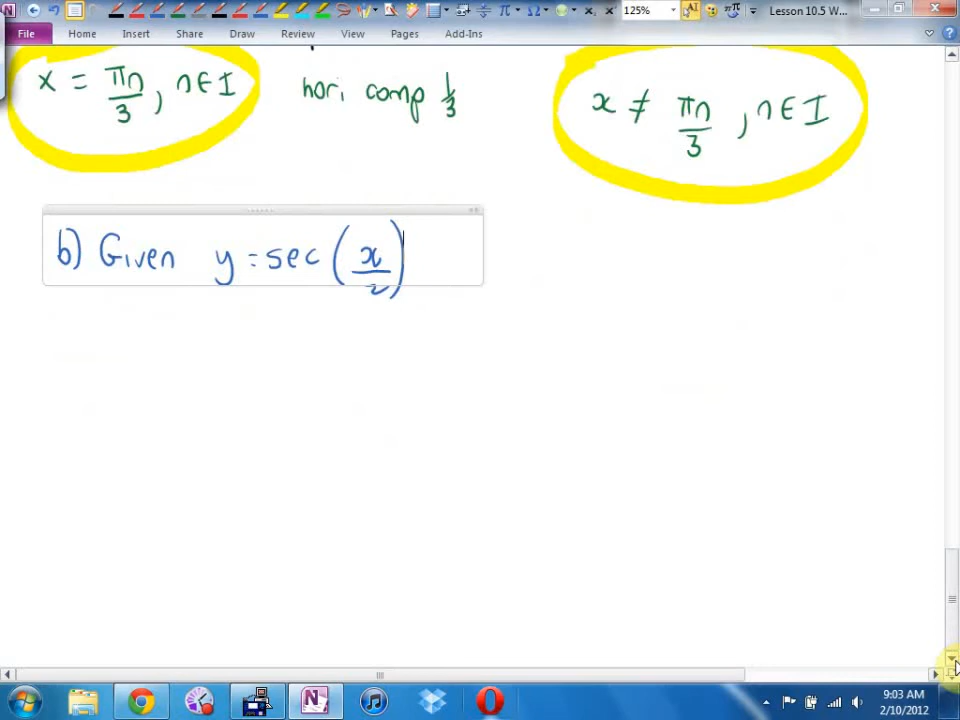 125%
Lesson 10.5 W...
File Home Insert Share Draw Review View Pages Add-Ins
x = πn/3, n∈I
hori, comp 1/3
x ≠ πn/3, n∈I
b) Given y = sec(x/2)
9:03 AM
2/10/2012